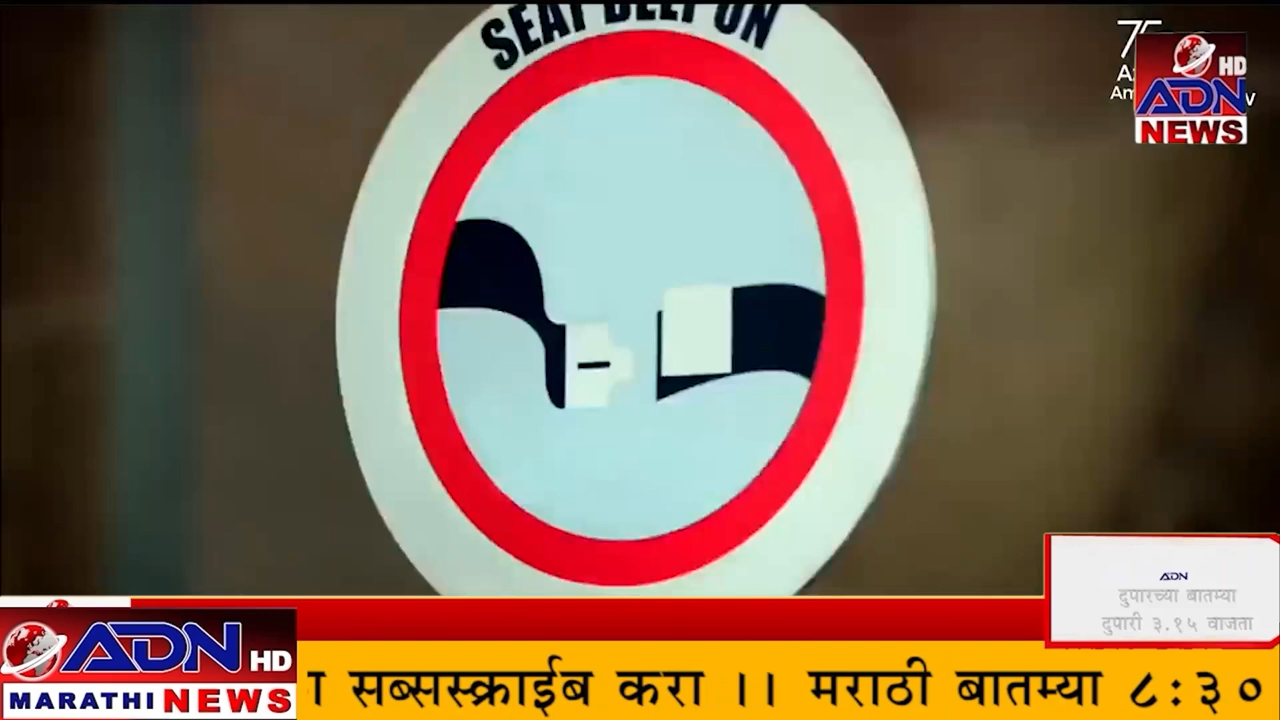 SEAT BELT ON
75
HD
ADN
NEWS
ADN
दुपारच्या बातम्या
दुपारी ३.१५ वाजता
ADN HD
MARATHI NEWS
सब्सस्क्राईब करा ।। मराठी बातम्या ८:३०